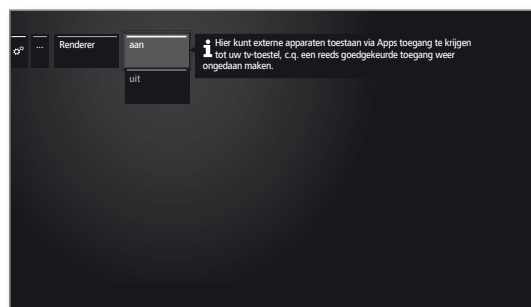 ... Renderer aan
Hier kunt externe apparaten toestaan via Apps toegang te krijgen
tot uw tv-toestel, c.q. een reeds goedgekeurde toegang weer
ongedaan maken.
uit